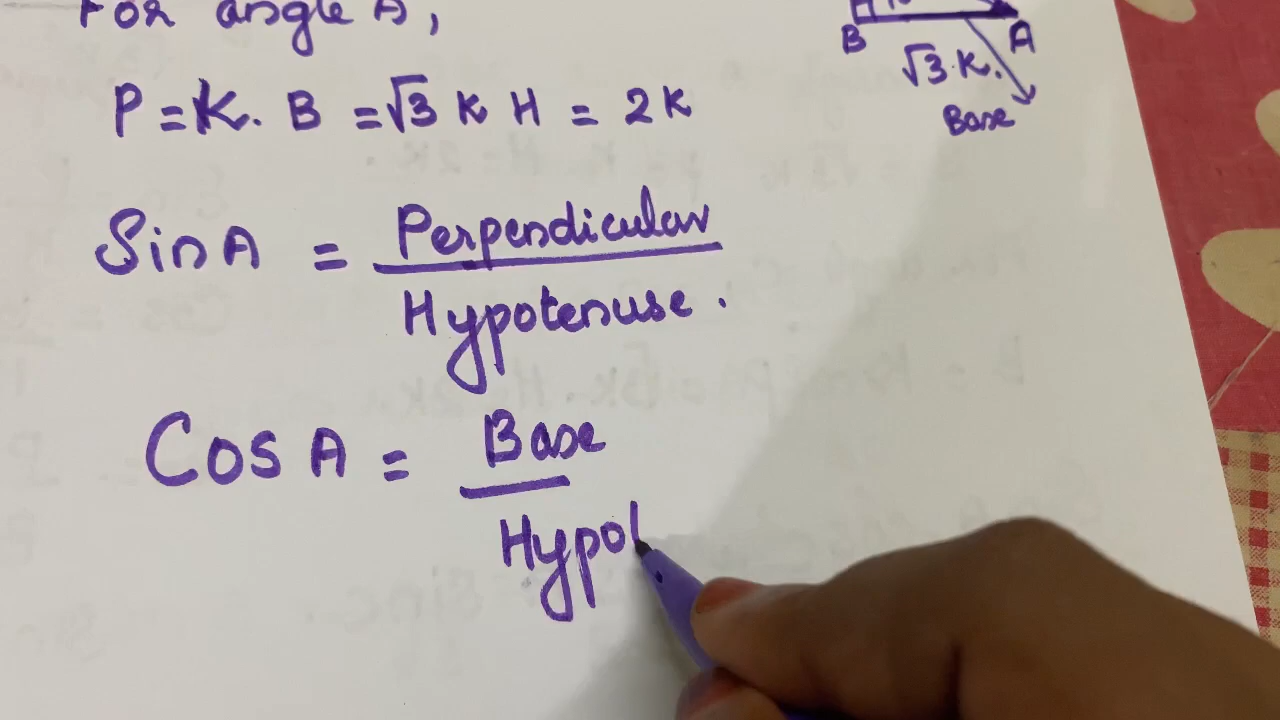 For angle A,
B A
√3 K.
Base
P = K. B = √3 K H = 2K
Sin A = Perpendicular
Hypotenuse.
Cos A = Base
Hypot